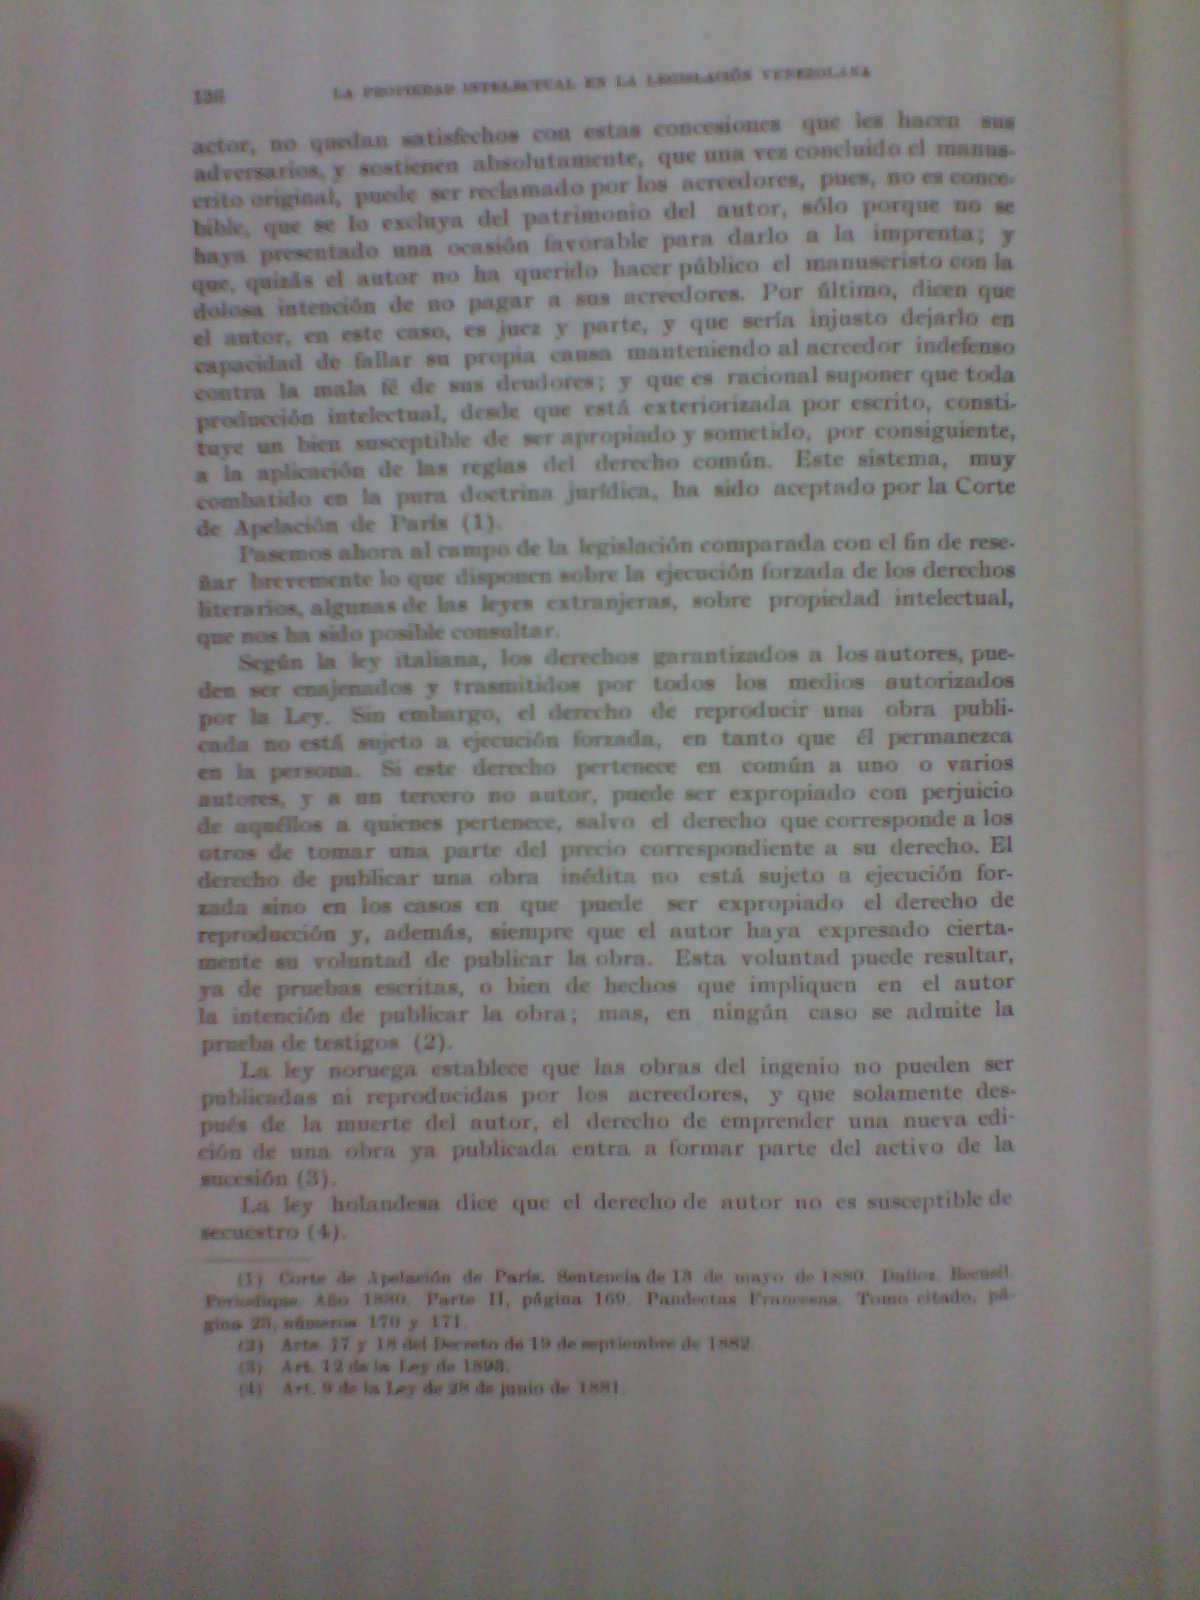 136 LA PROPIEDAD INTELECTUAL EN LA LEGISLACIÓN VENEZOLANA
actor, no quedan satisfechos con estas concesiones que les hacen sus
adversarios, y sostienen absolutamente, que una vez concluido el manus-
crito original, puede ser reclamado por los acreedores, pues, no es conce-
bible, que se lo excluya del patrimonio del autor, sólo porque no se
haya presentado una ocasión favorable para darlo a la imprenta; y
que, quizás el autor no ha querido hacer público el manuscristo con la
dolosa intención de no pagar a sus acreedores. Por último, dicen que
el autor, en este caso, es juez y parte, y que sería injusto dejarlo en
capacidad de fallar su propia causa manteniendo al acreedor indefenso
contra la mala fé de sus deudores; y que es racional suponer que toda
producción intelectual, desde que está exteriorizada por escrito, consti-
tuye un bien susceptible de ser apropiado y sometido, por consiguiente,
a la aplicación de las reglas del derecho común. Este sistema, muy
combatido en la pura doctrina jurídica, ha sido aceptado por la Corte
de Apelación de París (1).
Pasemos ahora al campo de la legislación comparada con el fin de rese-
ñar brevemente lo que disponen sobre la ejecución forzada de los derechos
literarios, algunas de las leyes extranjeras, sobre propiedad intelectual,
que nos ha sido posible consultar.
Según la ley italiana, los derechos garantizados a los autores, pue-
den ser enajenados y trasmitidos por todos los medios autorizados
por la Ley. Sin embargo, el derecho de reproducir una obra publi-
cada no está sujeto a ejecución forzada, en tanto que él permanezca
en la persona. Si este derecho pertenece en común a uno o varios
autores, y a un tercero no autor, puede ser expropiado con perjuicio
de aquéllos a quienes pertenece, salvo el derecho que corresponde a los
otros de tomar una parte del precio correspondiente a su derecho. El
derecho de publicar una obra inédita no está sujeto a ejecución for-
zada sino en los casos en que puede ser expropiado el derecho de
reproducción y, además, siempre que el autor haya expresado cierta-
mente su voluntad de publicar la obra. Esta voluntad puede resultar,
ya de pruebas escritas, o bien de hechos que impliquen en el autor
la intención de publicar la obra; mas, en ningún caso se admite la
prueba de testigos (2).
La ley noruega establece que las obras del ingenio no pueden ser
publicadas ni reproducidas por los acreedores, y que solamente des-
pués de la muerte del autor, el derecho de emprender una nueva edi-
ción de una obra ya publicada entra a formar parte del activo de la
sucesión (3).
La ley holandesa dice que el derecho de autor no es susceptible de
secuestro (4).
(1) Corte de Apelación de París. Sentencia de 13 de mayo de 1880. Dalloz. Recueil
Periodique. Año 1880. Parte II, página 169. Pandectas Francesas. Tomo citado, pá-
gina 23, números 170 y 171.
(2) Arts. 17 y 18 del Decreto de 19 de septiembre de 1882.
(3) Art. 12 de la Ley de 1893.
(4) Art. 9 de la Ley de 28 de junio de 1881.